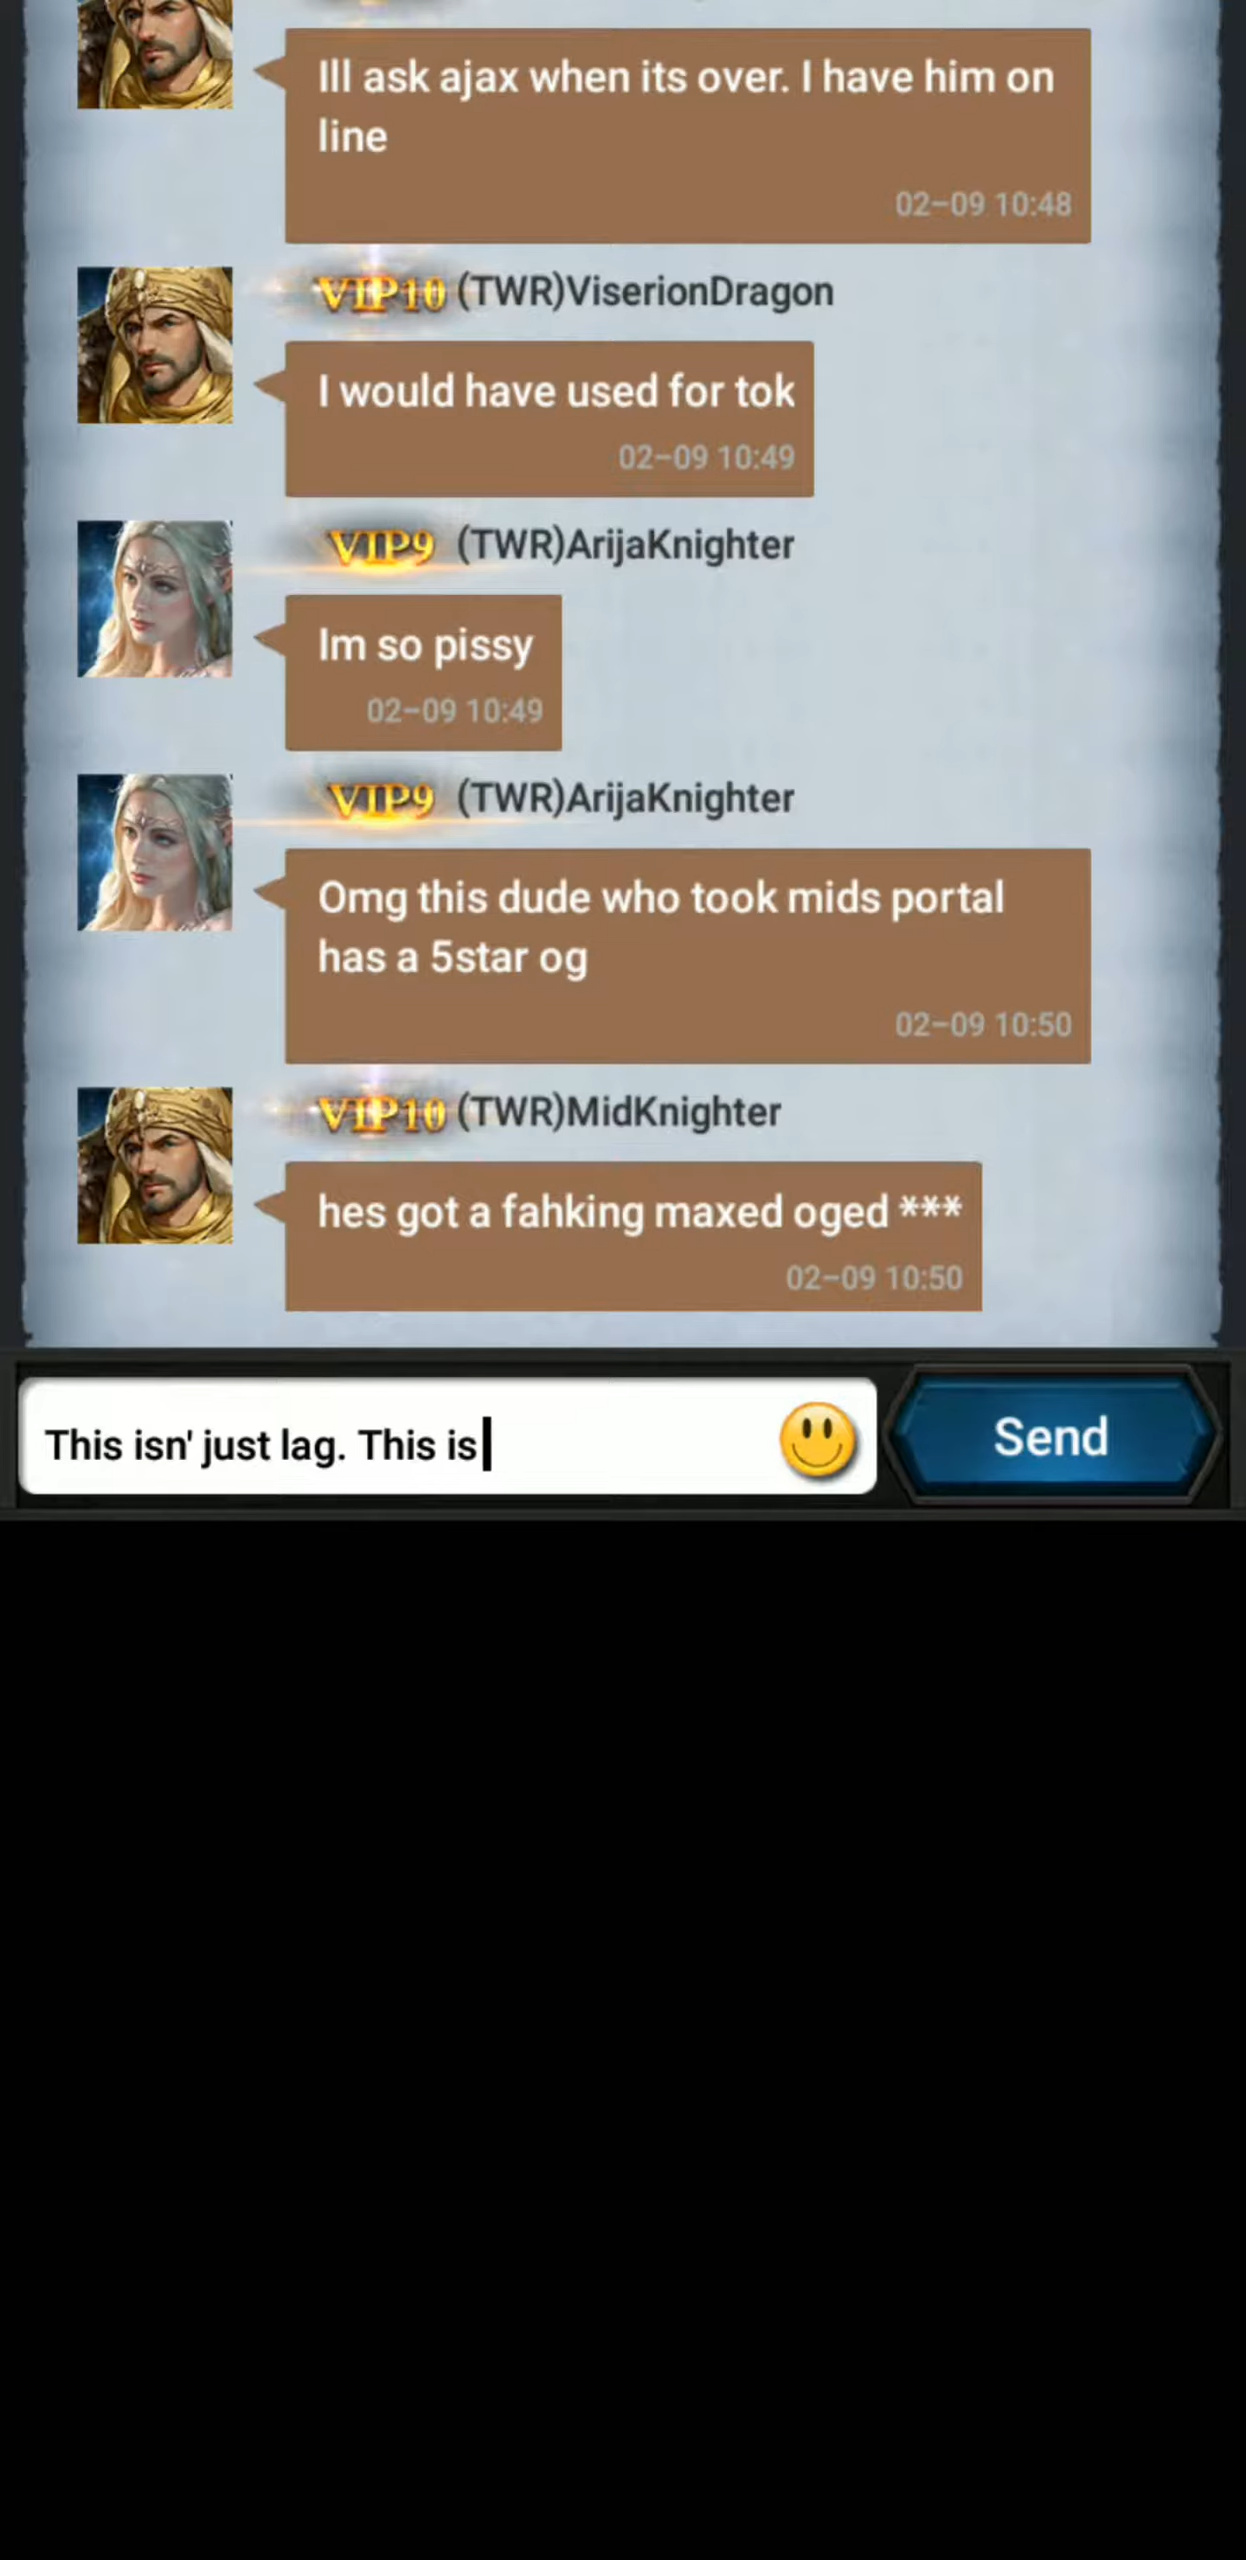 Ill ask ajax when its over. I have him on
line
02-09 10:48
VIP10 (TWR)ViserionDragon
I would have used for tok
02-09 10:49
VIP9 (TWR)ArijaKnighter
Im so pissy
02-09 10:49
VIP9 (TWR)ArijaKnighter
Omg this dude who took mids portal
has a 5star og
02-09 10:50
VIP10 (TWR)MidKnighter
hes got a fahking maxed oged ***
02-09 10:50
This isn' just lag. This is
Send